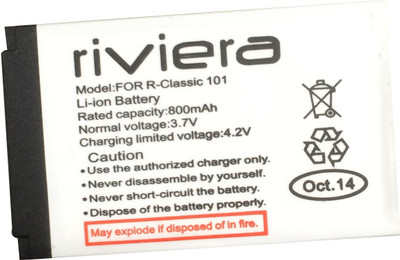 riviera
Model:FOR R-Classic 101
Li-ion Battery
Rated capacity:800mAh
Normal voltage:3.7V
Charging limited voltage:4.2V
Caution
•Use the authorized charger only.
•Never disassemble by yourself.
•Never short-circuit the battery.
•Dispose of the battery properly.
Oct.14
May explode if disposed of in fire.